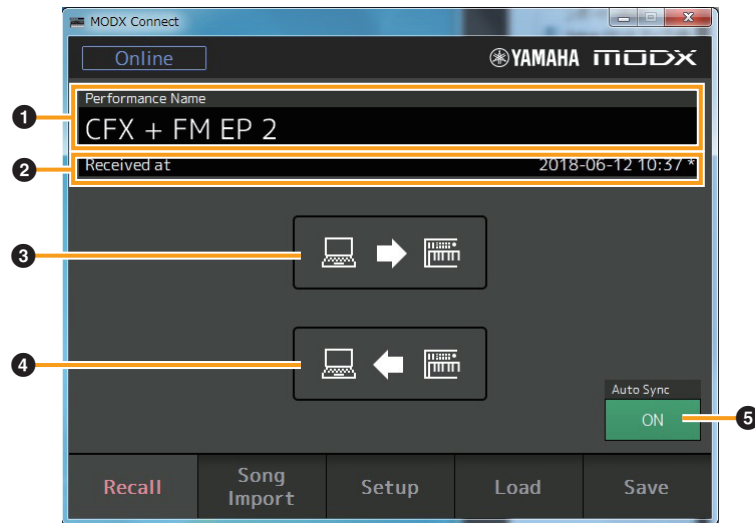 MODX Connect
Online
YAMAHA MODX
Performance Name
1
CFX + FM EP 2
2
Received at 2018-06-12 10:37 *
3
4
Auto Sync
ON
5
Recall Song Import Setup Load Save